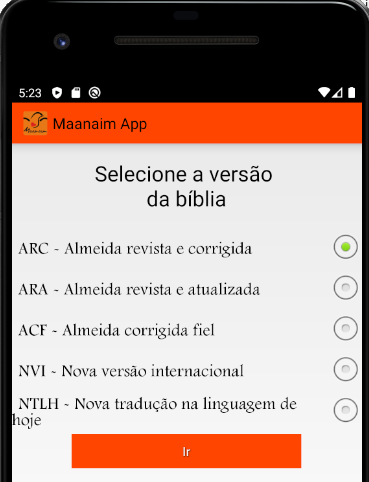 5:23
Maanaim App
Selecione a versão
da bíblia
ARC - Almeida revista e corrigida
ARA - Almeida revista e atualizada
ACF - Almeida corrigida fiel
NVI - Nova versão internacional
NTLH - Nova tradução na linguagem de
hoje
Ir